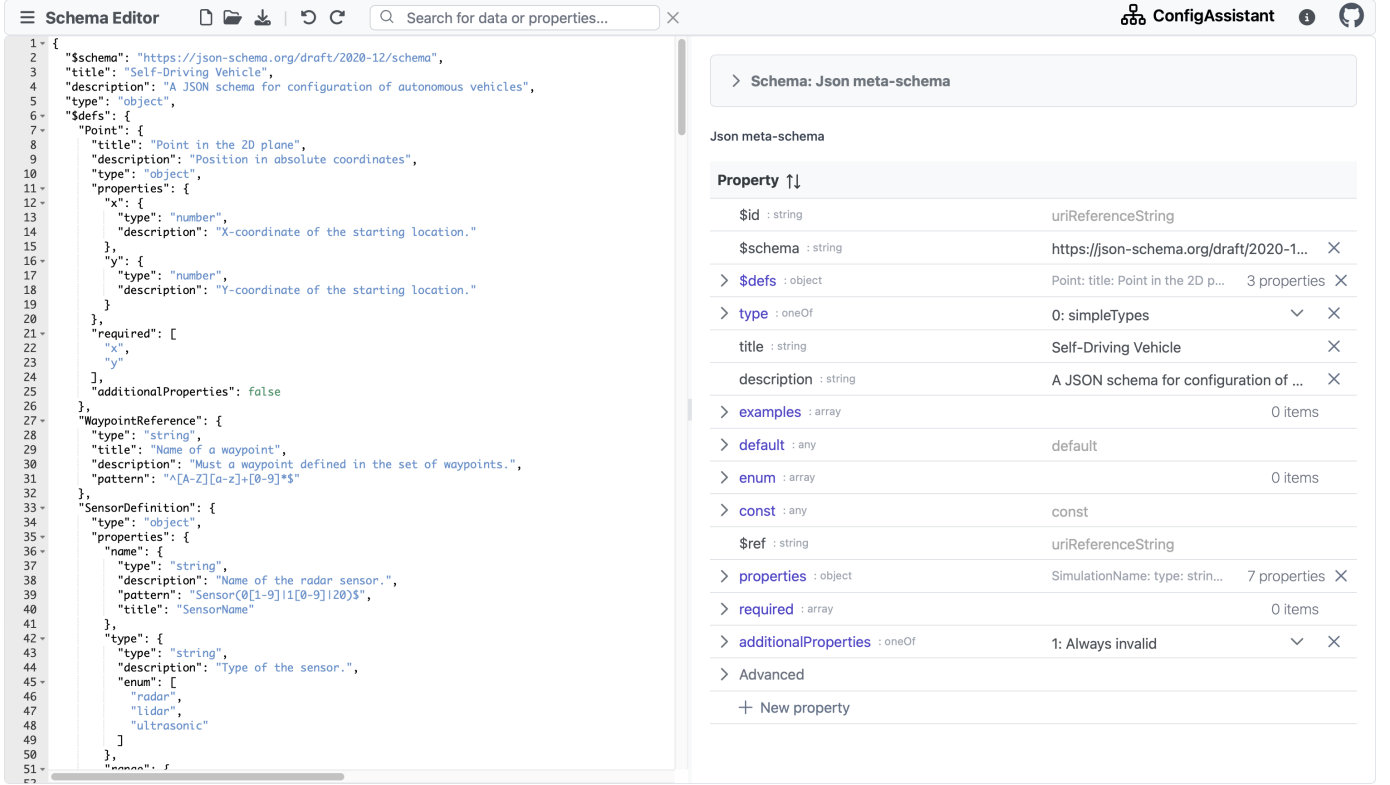 Schema Editor
Search for data or properties...
ConfigAssistant
1 {
2 "$schema": "https://json-schema.org/draft/2020-12/schema",
3 "title": "Self-Driving Vehicle",
4 "description": "A JSON schema for configuration of autonomous vehicles",
5 "type": "object",
6 "$defs": {
7 "Point": {
8 "title": "Point in the 2D plane",
9 "description": "Position in absolute coordinates",
10 "type": "object",
11 "properties": {
12 "x": {
13 "type": "number",
14 "description": "X-coordinate of the starting location."
15 },
16 "y": {
17 "type": "number",
18 "description": "Y-coordinate of the starting location."
19 }
20 },
21 "required": [
22 "x",
23 "y"
24 ],
25 "additionalProperties": false
26 },
27 "WaypointReference": {
28 "type": "string",
29 "title": "Name of a waypoint",
30 "description": "Must a waypoint defined in the set of waypoints.",
31 "pattern": "^[A-Z][a-z]+[0-9]*$"
32 },
33 "SensorDefinition": {
34 "type": "object",
35 "properties": {
36 "name": {
37 "type": "string",
38 "description": "Name of the radar sensor.",
39 "pattern": "Sensor(0[1-9]|1[0-9]|20)$",
40 "title": "SensorName"
41 },
42 "type": {
43 "type": "string",
44 "description": "Type of the sensor.",
45 "enum": [
46 "radar",
47 "lidar",
48 "ultrasonic"
49 ]
50 },
51 "range": {
52
Schema: Json meta-schema
Json meta-schema
Property
$id : string uriReferenceString
$schema : string https://json-schema.org/draft/2020-1...
$defs : object Point: title: Point in the 2D p... 3 properties
type : oneOf 0: simpleTypes
title : string Self-Driving Vehicle
description : string A JSON schema for configuration of ...
examples : array 0 items
default : any default
enum : array 0 items
const : any const
$ref : string uriReferenceString
properties : object SimulationName: type: strin... 7 properties
required : array 0 items
additionalProperties : oneOf 1: Always invalid
Advanced
New property